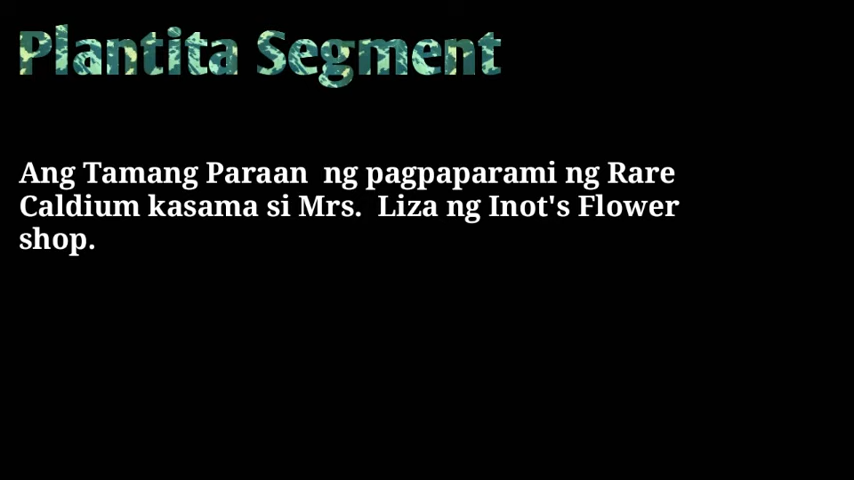 Plantita Segment
Ang Tamang Paraan  ng pagpaparami ng Rare
Caldium kasama si Mrs.  Liza ng Inot's Flower
shop.